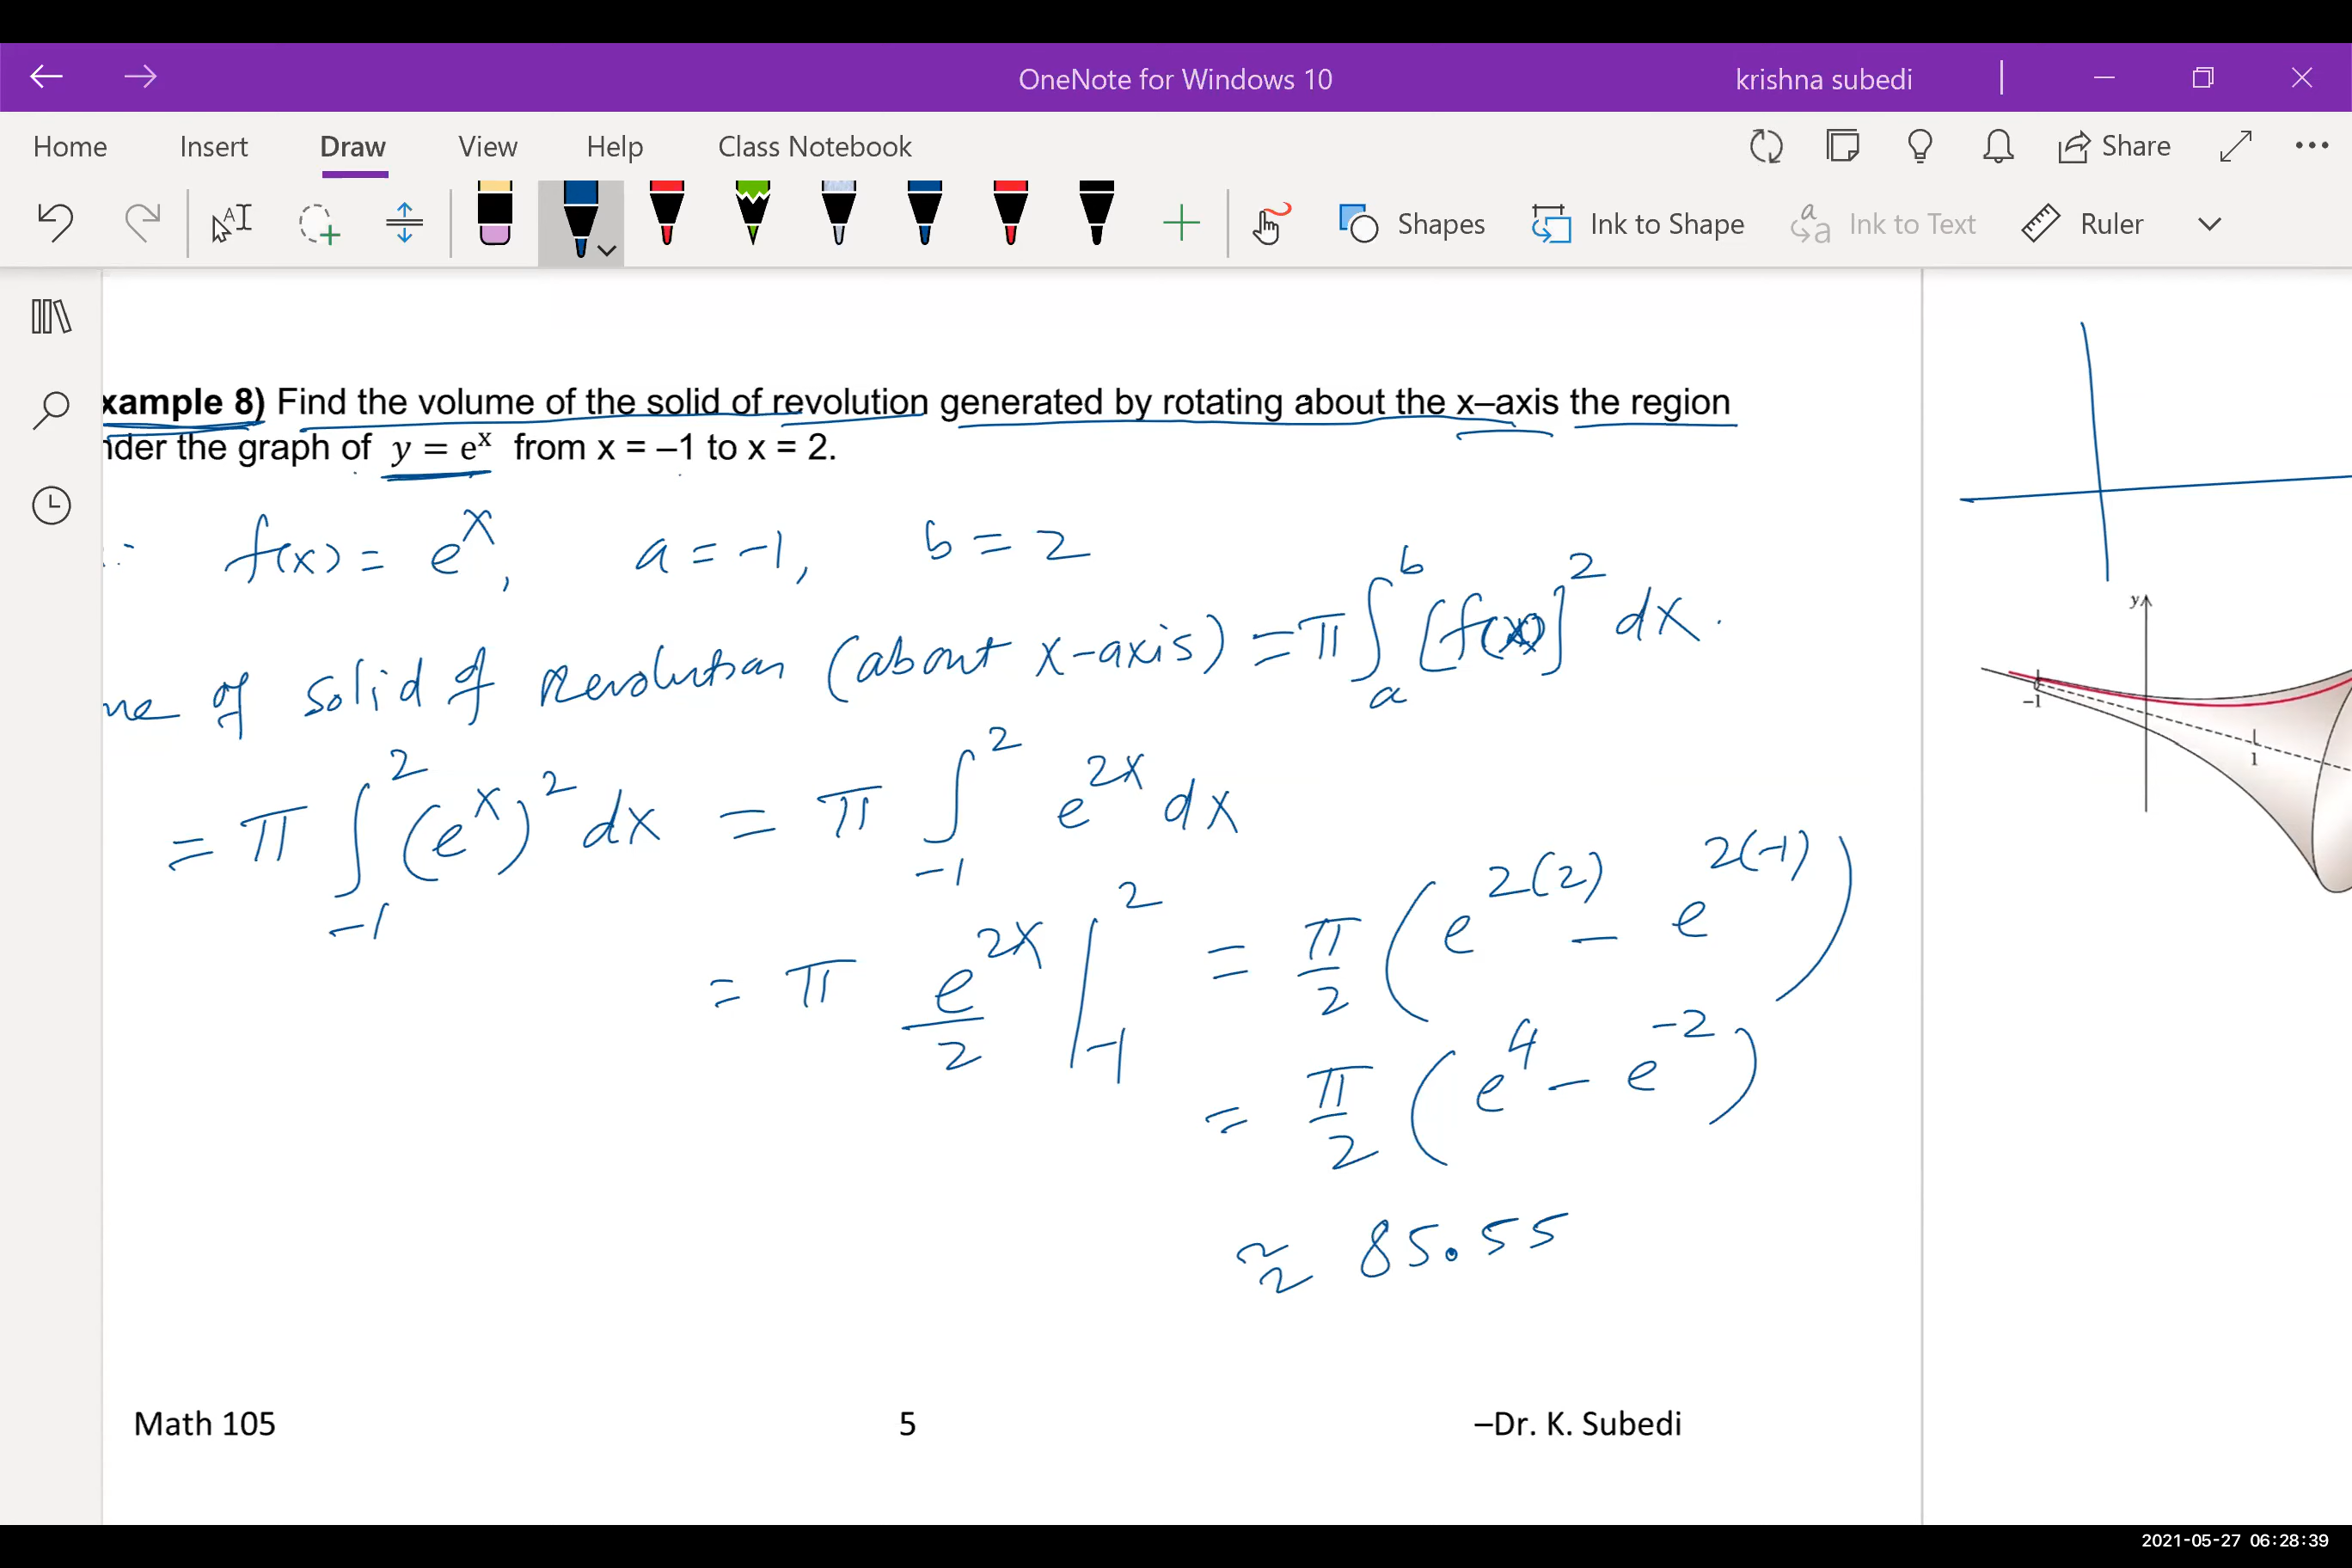 OneNote for Windows 10 krishna subedi
Home Insert Draw View Help Class Notebook Share
Shapes Ink to Shape Ink to Text Ruler
xample 8) Find the volume of the solid of revolution generated by rotating about the x–axis the region
nder the graph of y = eˣ from x = –1 to x = 2.
: f(x) = e^x, a = -1, b = 2
me of solid of Revolution (about x-axis) = π ∫_a^b [f(x)]^2 dx.
= π ∫_{-1}^2 (e^x)^2 dx = π ∫_{-1}^2 e^{2x} dx
= π e^{2x}/2 |_{-1}^2 = π/2 (e^{2(2)} - e^{2(-1)})
= π/2 (e^4 - e^{-2})
≈ 85.55
y
-1
1
Math 105 5 –Dr. K. Subedi
2021-05-27 06:28:39